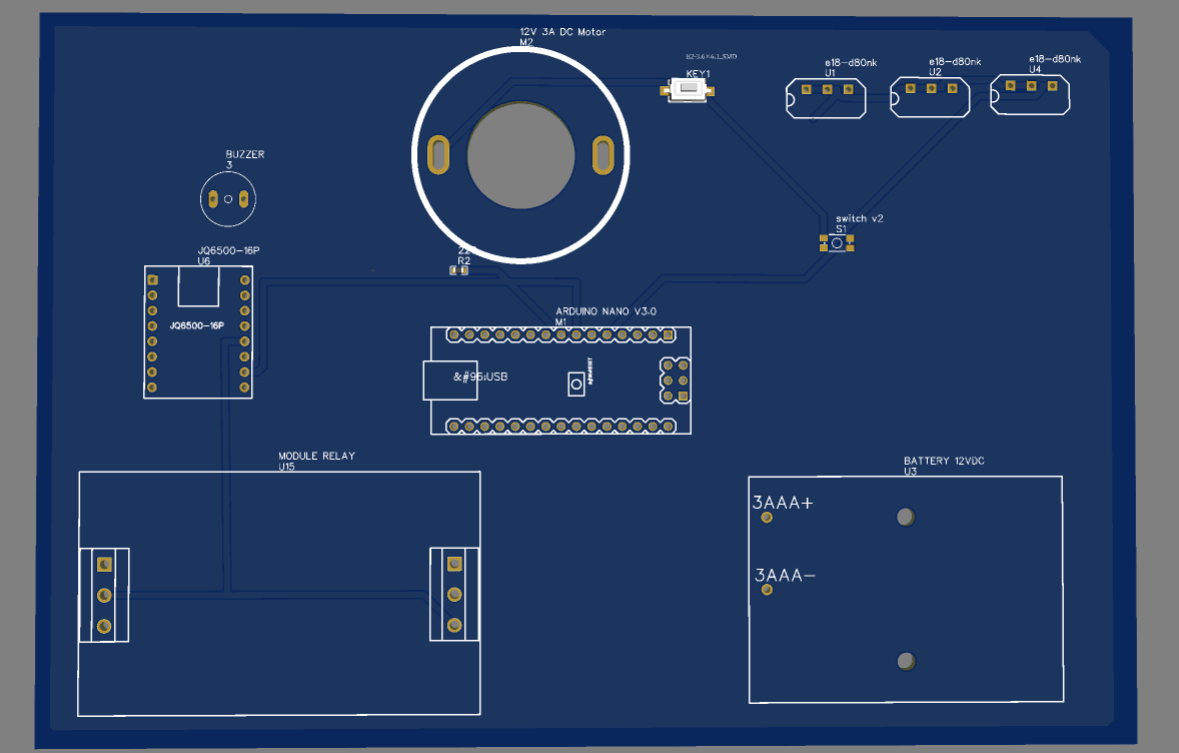 12V 3A DC Motor
M2
KEY1
e18-d80nk
U1
e18-d80nk
U2
e18-d80nk
U4
BUZZER
3
switch v2
S1
JQ6500-16P
U6
R2
JQ6500-16P
ARDUINO NANO V3.0
M1
&#96;USB
MODULE RELAY
U15
BATTERY 12VDC
U3
3AAA+
3AAA-